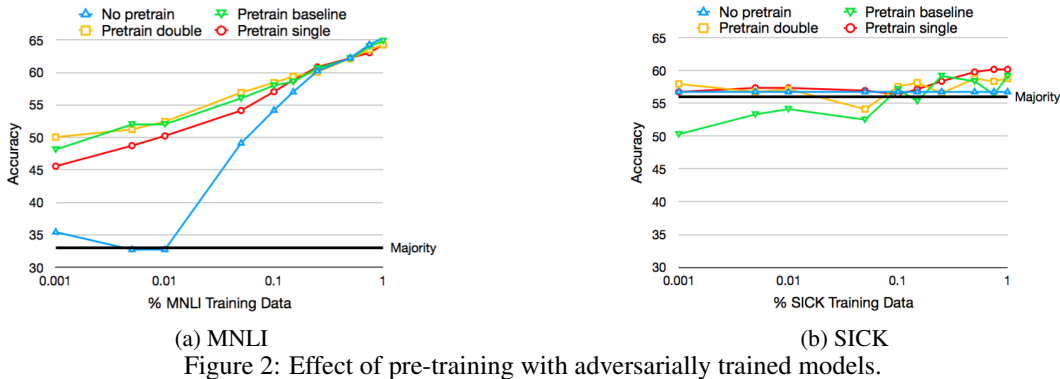 No pretrain Pretrain baseline
Pretrain double Pretrain single
65
60
55
50
45
40
35
30
Accuracy
Majority
0.001 0.01 0.1 1
% MNLI Training Data
(a) MNLI
No pretrain Pretrain baseline
Pretrain double Pretrain single
65
60
55
50
45
40
35
30
Accuracy
Majority
0.001 0.01 0.1 1
% SICK Training Data
(b) SICK
Figure 2: Effect of pre-training with adversarially trained models.